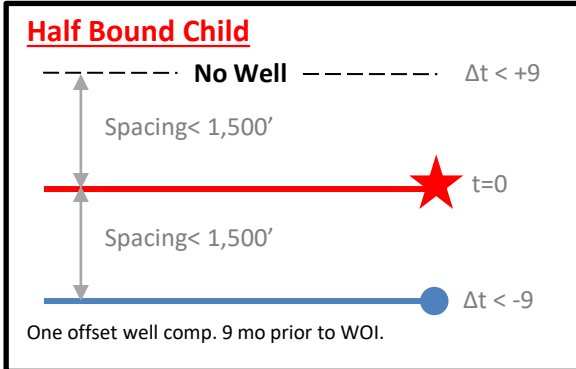 Half Bound Child
No Well
Δt < +9
Spacing< 1,500’
t=0
Spacing< 1,500’
Δt < -9
One offset well comp. 9 mo prior to WOI.